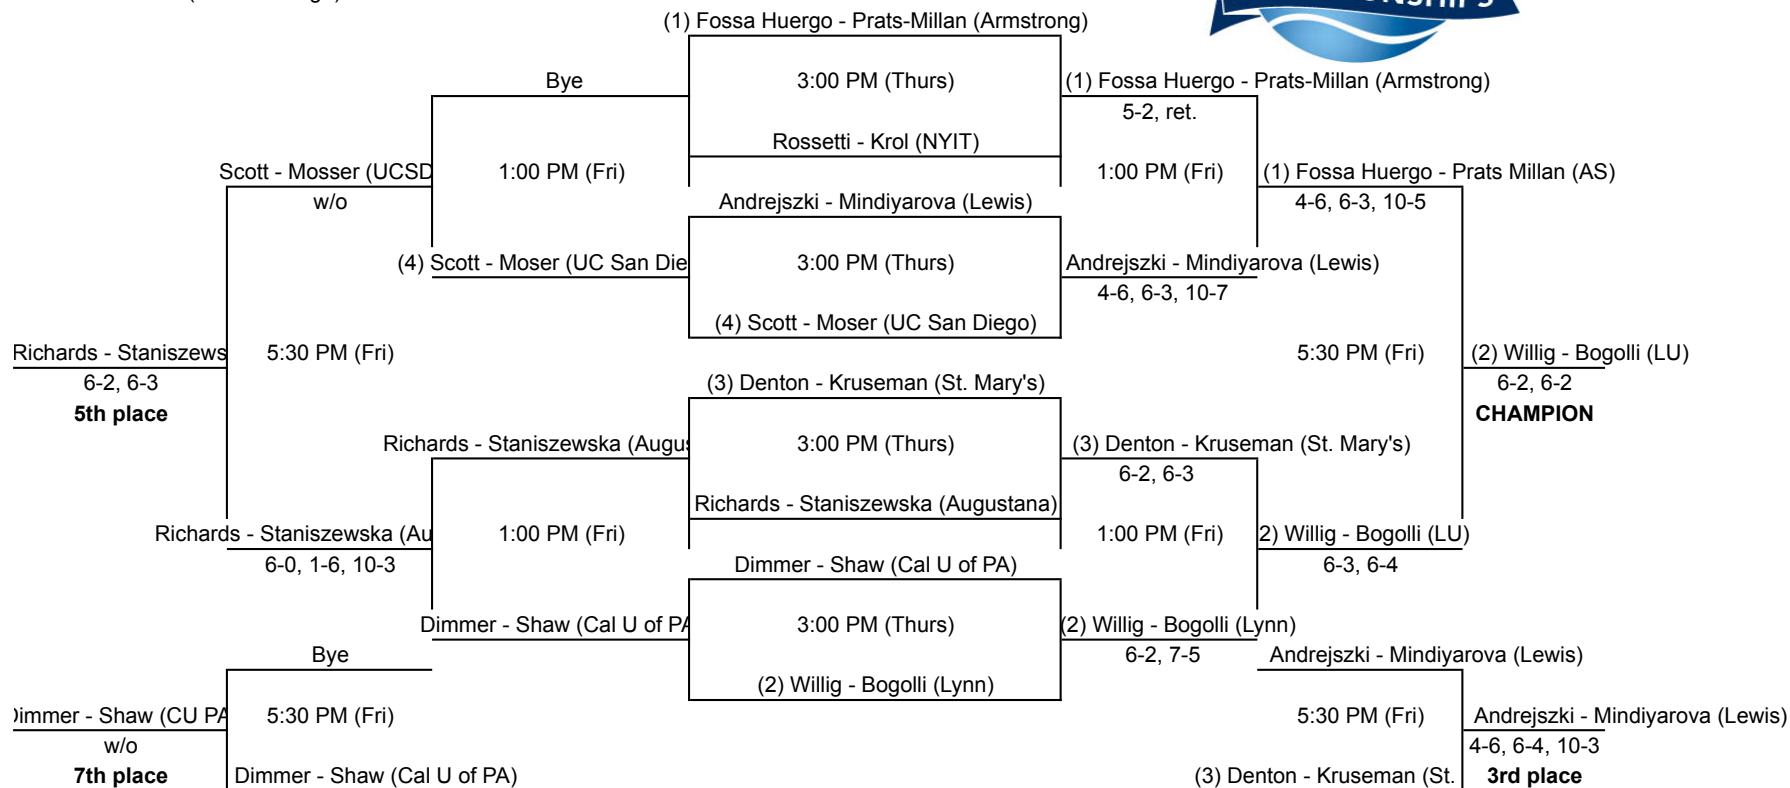 (1) Fossa Huergo - Prats-Millan (Armstrong)
Bye
3:00 PM (Thurs)
(1) Fossa Huergo - Prats-Millan (Armstrong)
5-2, ret.
Rossetti - Krol (NYIT)
Scott - Mosser (UCSD
1:00 PM (Fri)
1:00 PM (Fri)
(1) Fossa Huergo - Prats Millan (AS)
w/o
Andrejszki - Mindiyarova (Lewis)
4-6, 6-3, 10-5
(4) Scott - Moser (UC San Die
3:00 PM (Thurs)
Andrejszki - Mindiyarova (Lewis)
4-6, 6-3, 10-7
(4) Scott - Moser (UC San Diego)
Richards - Staniszews
5:30 PM (Fri)
5:30 PM (Fri)
(2) Willig - Bogolli (LU)
6-2, 6-3
(3) Denton - Kruseman (St. Mary's)
6-2, 6-2
5th place
CHAMPION
Richards - Staniszewska (Augus
3:00 PM (Thurs)
(3) Denton - Kruseman (St. Mary's)
6-2, 6-3
Richards - Staniszewska (Augustana)
Richards - Staniszewska (Au
1:00 PM (Fri)
1:00 PM (Fri)
2) Willig - Bogolli (LU)
6-0, 1-6, 10-3
Dimmer - Shaw (Cal U of PA)
6-3, 6-4
Dimmer - Shaw (Cal U of PA
3:00 PM (Thurs)
(2) Willig - Bogolli (Lynn)
Bye
6-2, 7-5
Andrejszki - Mindiyarova (Lewis)
(2) Willig - Bogolli (Lynn)
immer - Shaw (CU PA
5:30 PM (Fri)
5:30 PM (Fri)
Andrejszki - Mindiyarova (Lewis)
w/o
4-6, 6-4, 10-3
7th place
Dimmer - Shaw (Cal U of PA)
(3) Denton - Kruseman (St.
3rd place